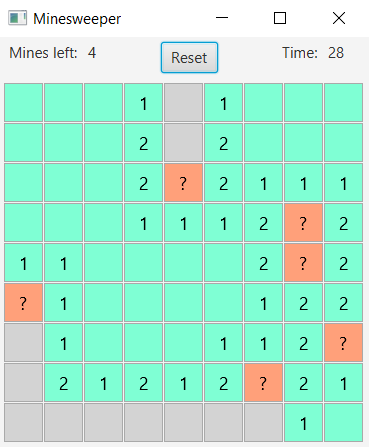 Minesweeper
Mines left: 4 Reset Time: 28
1 1
2 2
2 ? 2 1 1 1
1 1 1 2 ? 2
1 1 2 ? 2
? 1 1 2 2
1 1 1 2 ?
2 1 2 1 2 ? 2 1
1